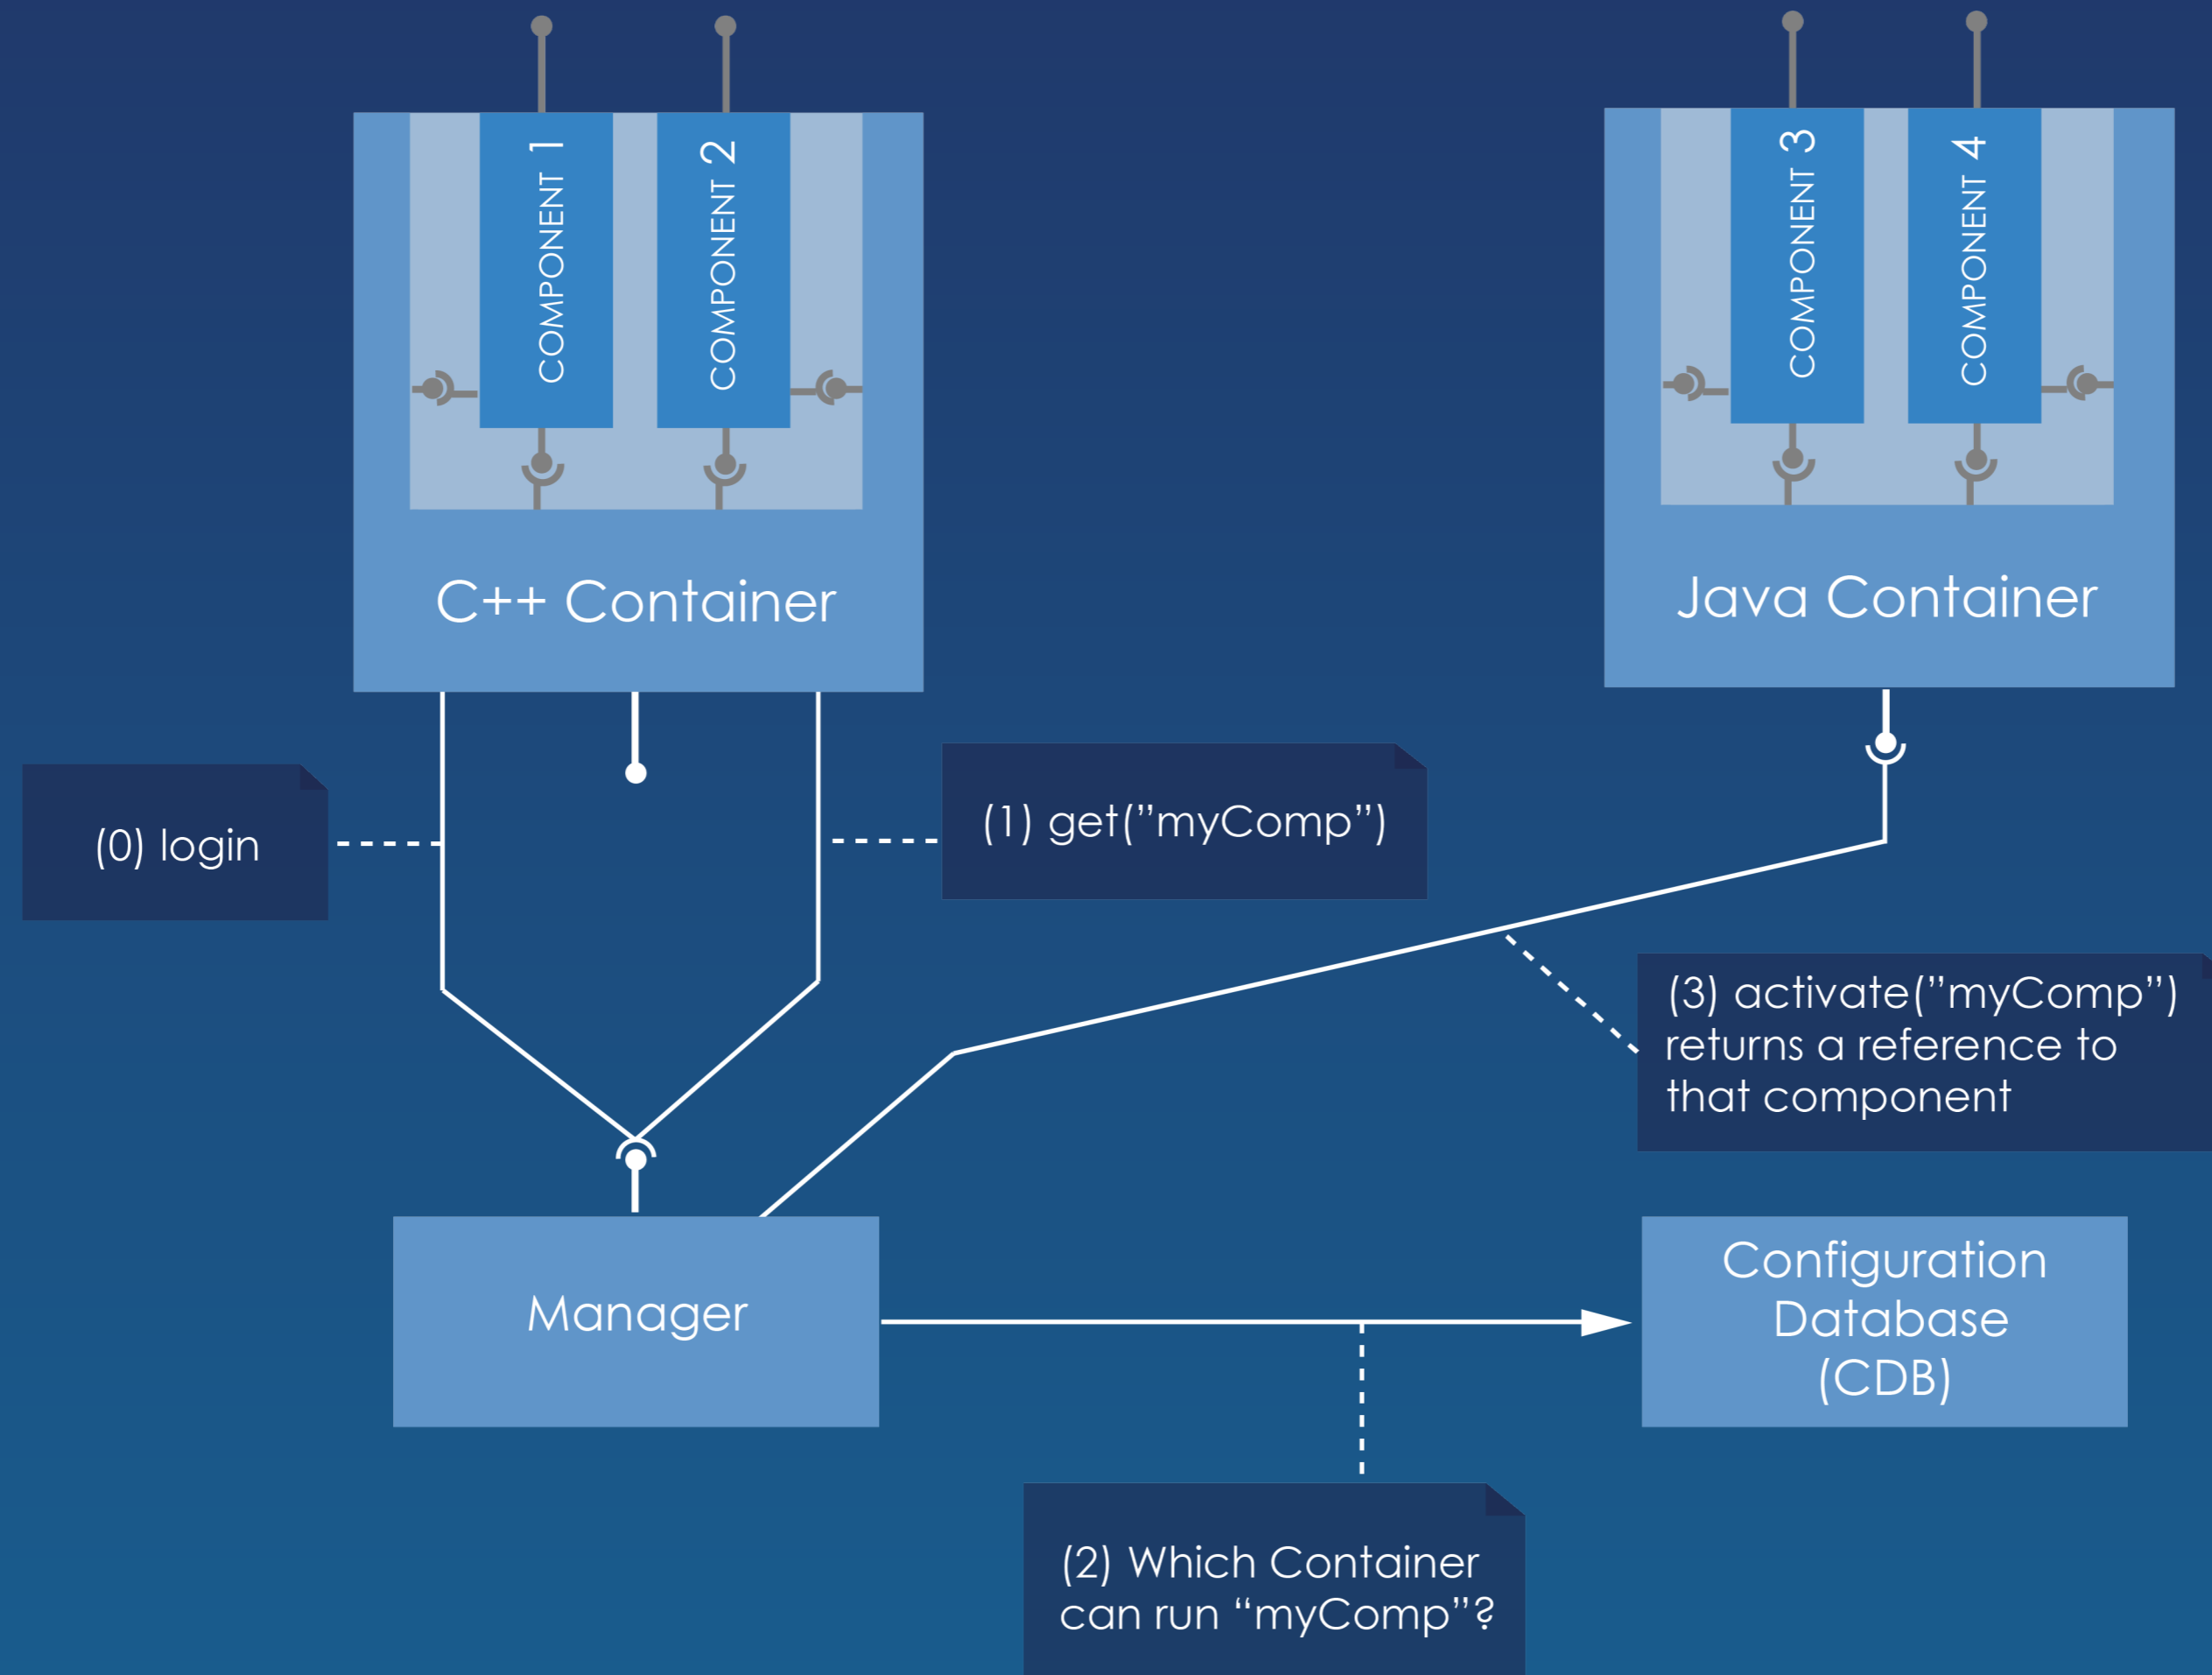 COMPONENT 1
COMPONENT 2
COMPONENT 3
COMPONENT 4
C++ Container
Java Container
(0) login
(1) get(”myComp”)
(3) activate(”myComp”)
returns a reference to
that component
Manager
Configuration
Database
(CDB)
(2) Which Container
can run “myComp”?